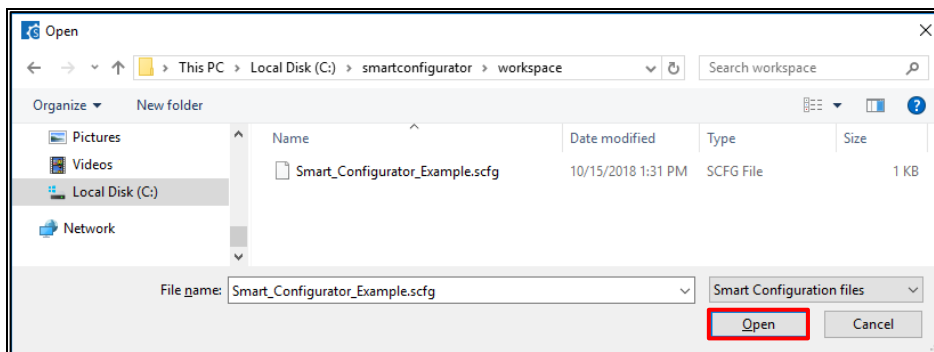 Open
This PC > Local Disk (C:) > smartconfigurator > workspace
Search workspace
Organize
New folder
Pictures
Videos
Local Disk (C:)
Network
Name
Date modified
Type
Size
Smart_Configurator_Example.scfg
10/15/2018 1:31 PM
SCFG File
1 KB
File name:
Smart_Configurator_Example.scfg
Smart Configuration files
Open
Cancel